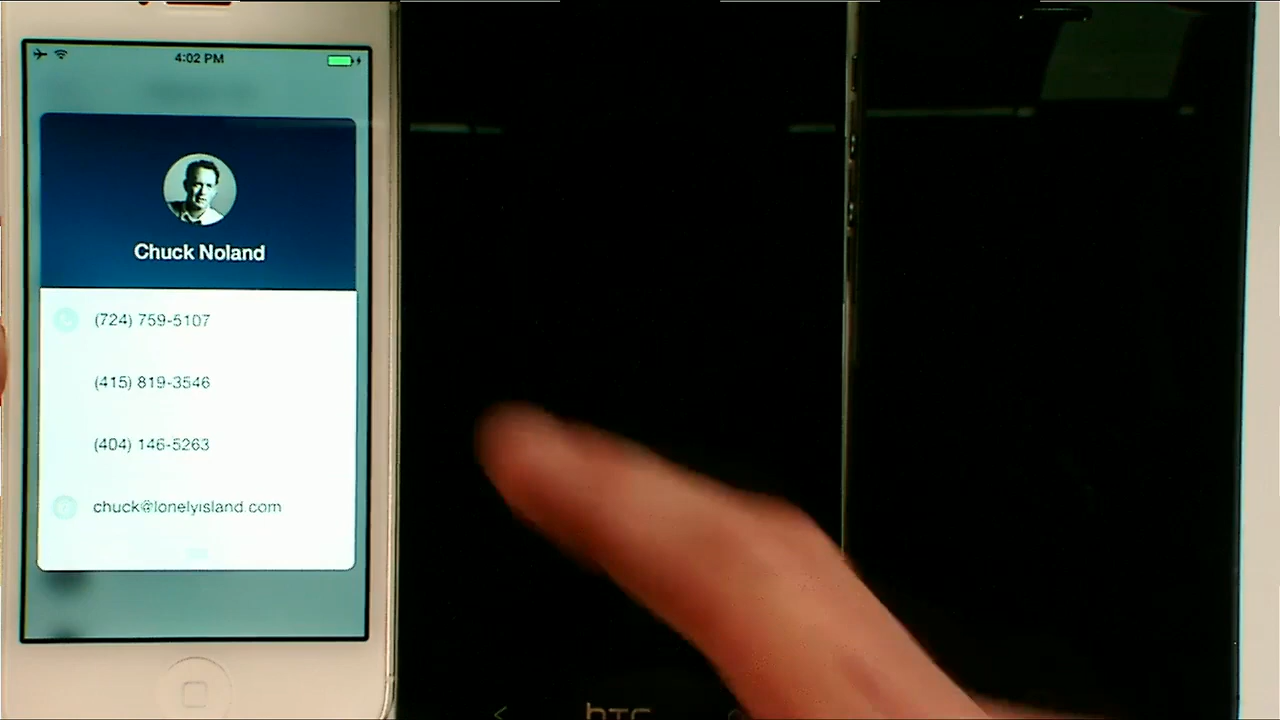 4:02 PM
Chuck Noland
(724) 759-5107
(415) 819-3546
(404) 146-5263
chuck@lonelyisland.com
hTC